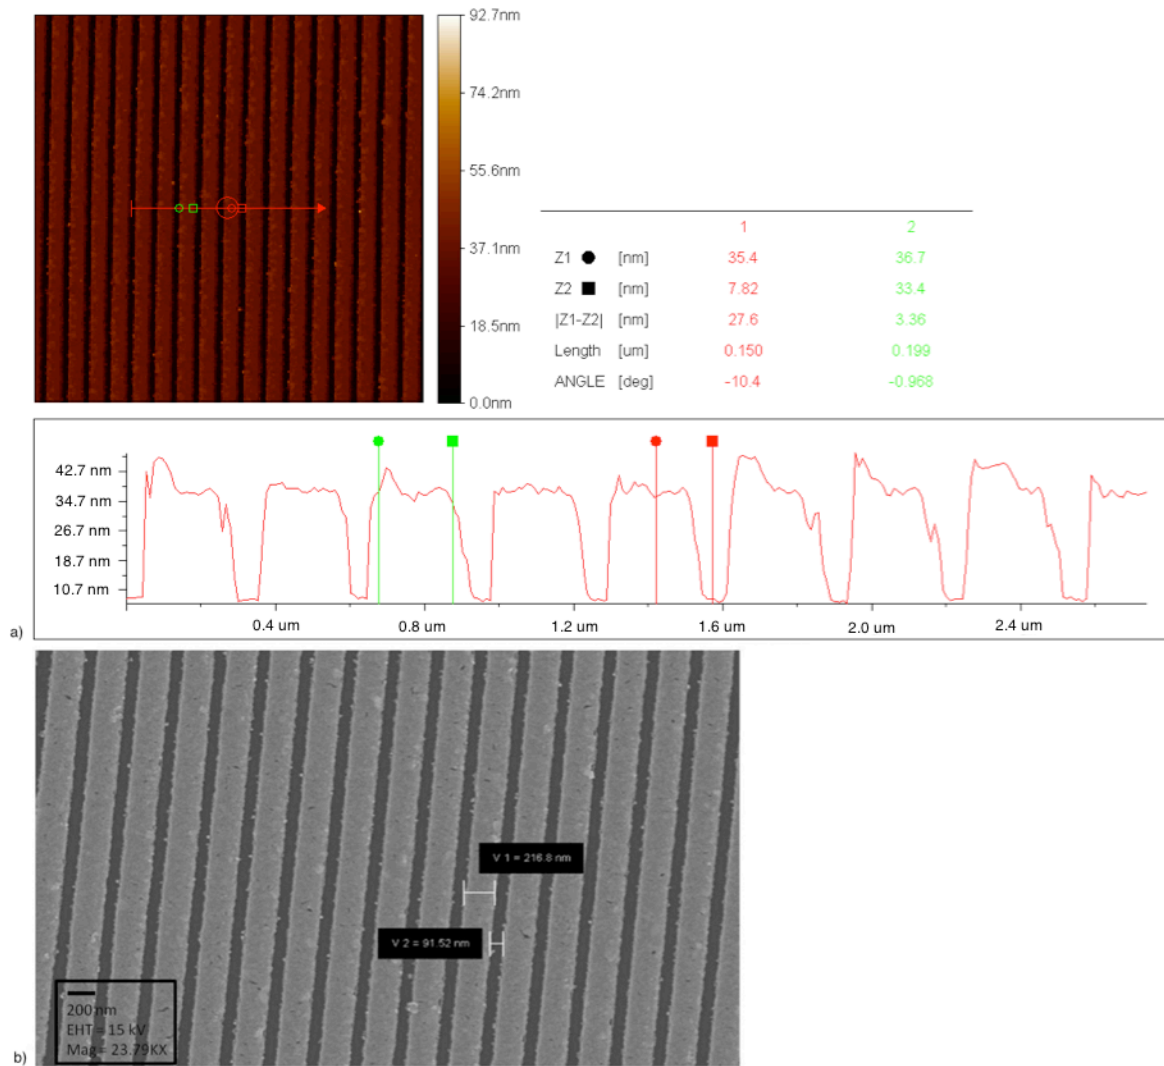 92.7nm
74.2nm
55.6nm
37.1nm
18.5nm
0.0nm
1 2
Z1 [nm] 35.4 36.7
Z2 [nm] 7.82 33.4
|Z1-Z2| [nm] 27.6 3.36
Length [um] 0.150 0.199
ANGLE [deg] -10.4 -0.968
42.7 nm
34.7 nm
26.7 nm
18.7 nm
10.7 nm
0.4 um 0.8 um 1.2 um 1.6 um 2.0 um 2.4 um
a)
V 1 = 216.8 nm
V 2 = 91.52 nm
200 nm
EHT = 15 kV
Mag = 23.79KX
b)